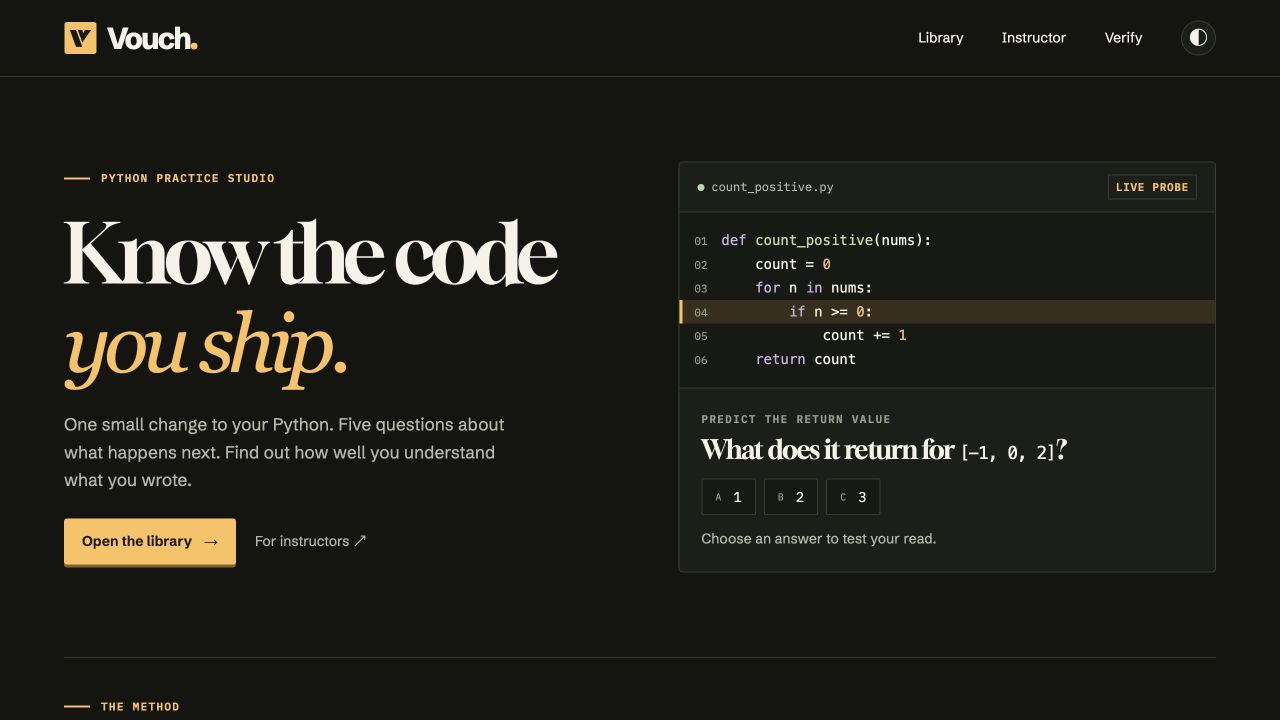 Vouch.
Library
Instructor
Verify
PYTHON PRACTICE STUDIO
Know the code
you ship.
One small change to your Python. Five questions about
what happens next. Find out how well you understand
what you wrote.
Open the library →
For instructors ↗
count_positive.py
LIVE PROBE
01 def count_positive(nums):
02     count = 0
03     for n in nums:
04         if n >= 0:
05             count += 1
06     return count
PREDICT THE RETURN VALUE
What does it return for [−1, 0, 2]?
A 1
B 2
C 3
Choose an answer to test your read.
THE METHOD